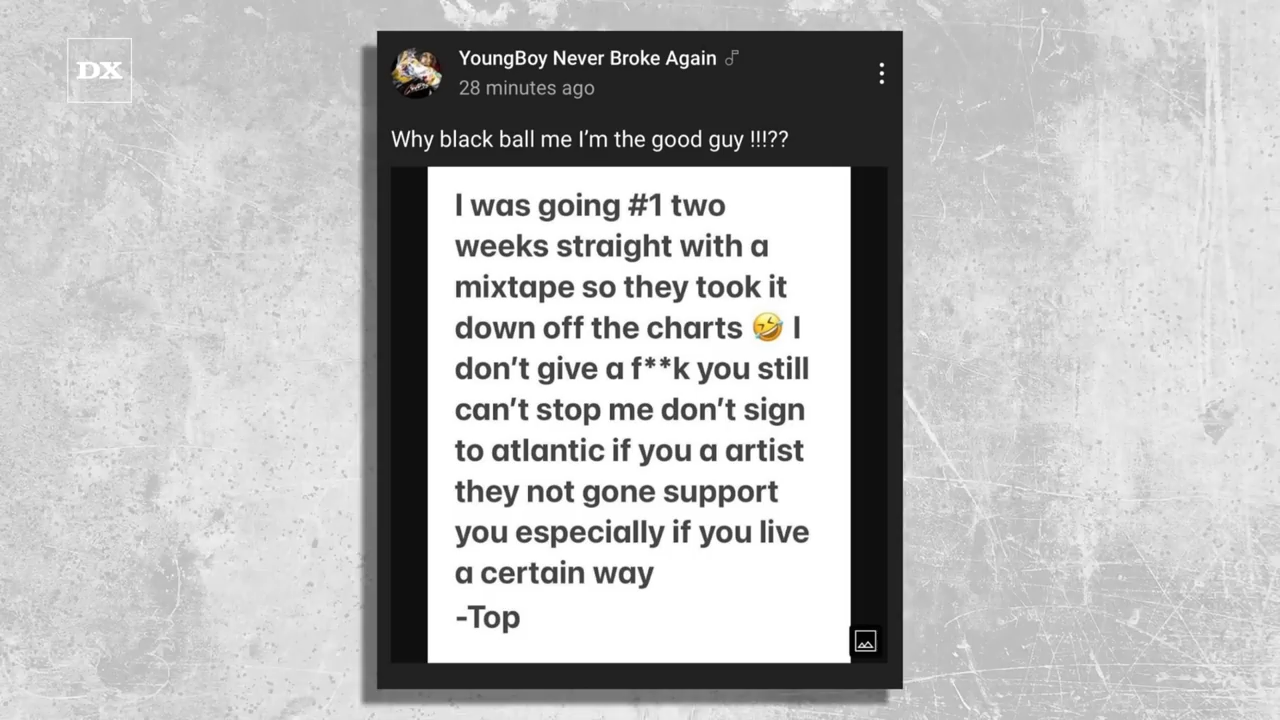 DX
YoungBoy Never Broke Again
28 minutes ago
Why black ball me I’m the good guy !!!??
I was going #1 two
weeks straight with a
mixtape so they took it
down off the charts 🤣 I
don’t give a f**k you still
can’t stop me don’t sign
to atlantic if you a artist
they not gone support
you especially if you live
a certain way
-Top